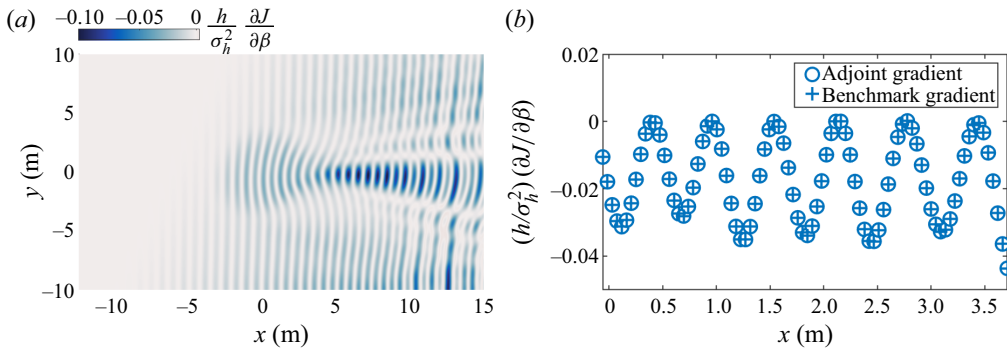 (a)
−0.10 −0.05 0 h/σ_h^2 ∂J/∂β
10
5
0
−5
−10
y (m)
−10 −5 0 5 10 15
x (m)
(b)
0.02
0
−0.02
−0.04
(h/σ_h^2) (∂J/∂β)
Adjoint gradient
Benchmark gradient
0 0.5 1.0 1.5 2.0 2.5 3.0 3.5
x (m)